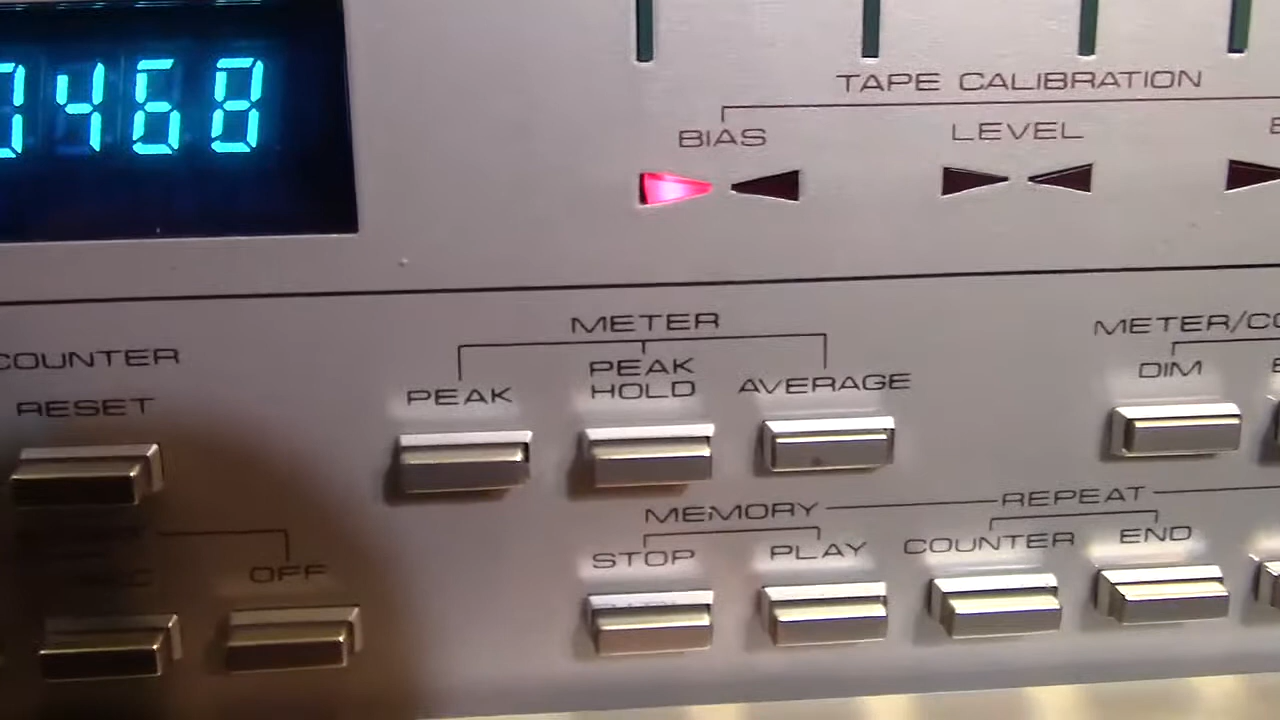 0468
TAPE CALIBRATION
BIAS
LEVEL
METER
METER/CO
COUNTER
RESET
PEAK
PEAK HOLD
AVERAGE
DIM
MEMORY
REPEAT
STOP
PLAY
COUNTER
END
OFF